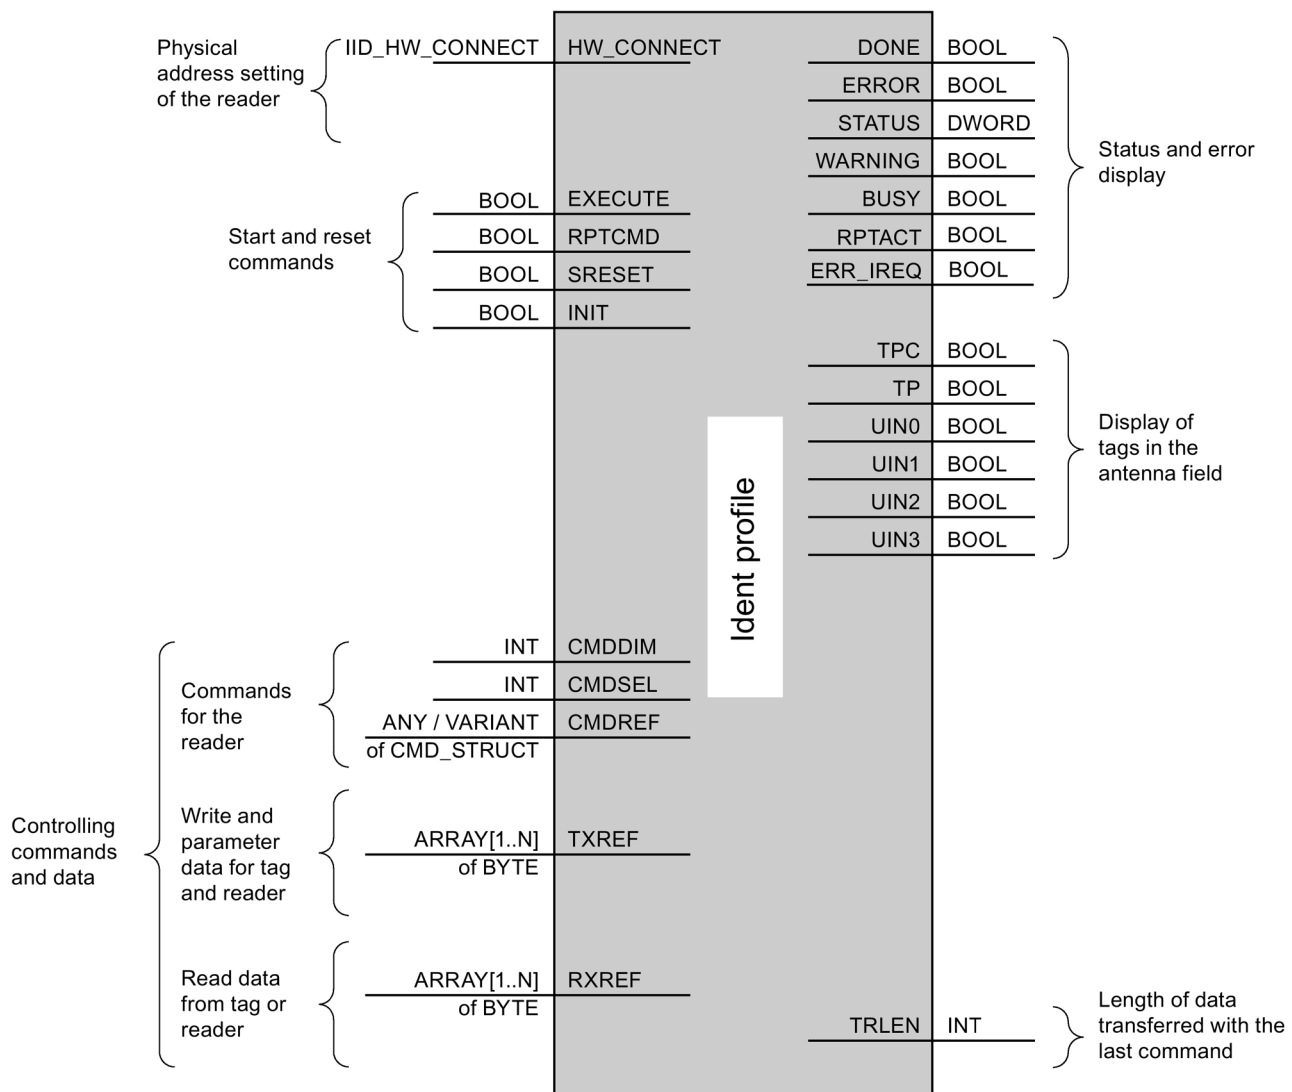 Physical
address setting
of the reader
IID_HW_CONNECT HW_CONNECT
Start and reset
commands
BOOL EXECUTE
BOOL RPTCMD
BOOL SRESET
BOOL INIT
Controlling
commands
and data
Commands
for the
reader
INT CMDDIM
INT CMDSEL
ANY / VARIANT CMDREF
of CMD_STRUCT
Write and
parameter
data for tag
and reader
ARRAY[1..N] TXREF
of BYTE
Read data
from tag or
reader
ARRAY[1..N] RXREF
of BYTE
Ident profile
DONE BOOL
ERROR BOOL
STATUS DWORD
WARNING BOOL
BUSY BOOL
RPTACT BOOL
ERR_IREQ BOOL
Status and error
display
TPC BOOL
TP BOOL
UIN0 BOOL
UIN1 BOOL
UIN2 BOOL
UIN3 BOOL
Display of
tags in the
antenna field
TRLEN INT
Length of data
transferred with the
last command